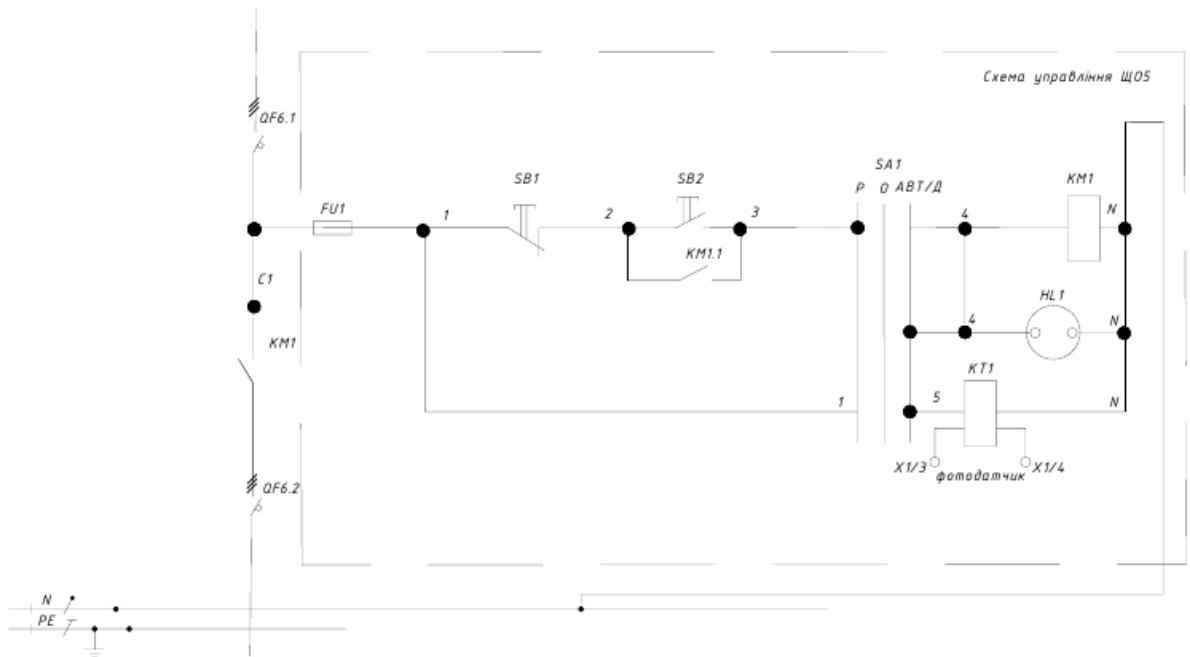 Схема управління ЩО5
QF6.1
SA1
SB1
SB2
P O АВТ/Д
KM1
FU1
1
2
3
4
N
KM1.1
C1
HL1
4
N
KM1
KT1
1
5
N
X1/3
X1/4
фотодатчик
QF6.2
N
PE